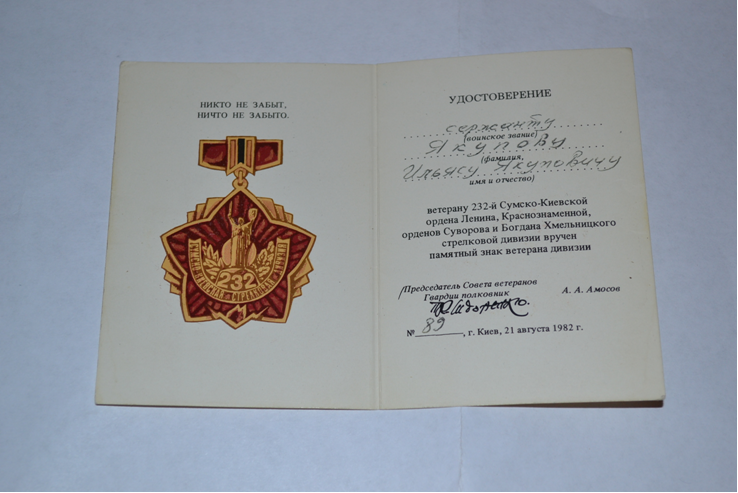 НИКТО НЕ ЗАБЫТ,
НИЧТО НЕ ЗАБЫТО.
232
УДОСТОВЕРЕНИЕ
сержанту
(воинское звание)
Якупову
(фамилия,
Ильясу Якуповичу
имя и отчество)
ветерану 232-й Сумско-Киевской
ордена Ленина, Краснознаменной,
орденов Суворова и Богдана Хмельницкого
стрелковой дивизии вручен
памятный знак ветерана дивизии
Председатель Совета ветеранов
Гвардии полковник А. А. Амосов
№ 89 , г. Киев, 21 августа 1982 г.